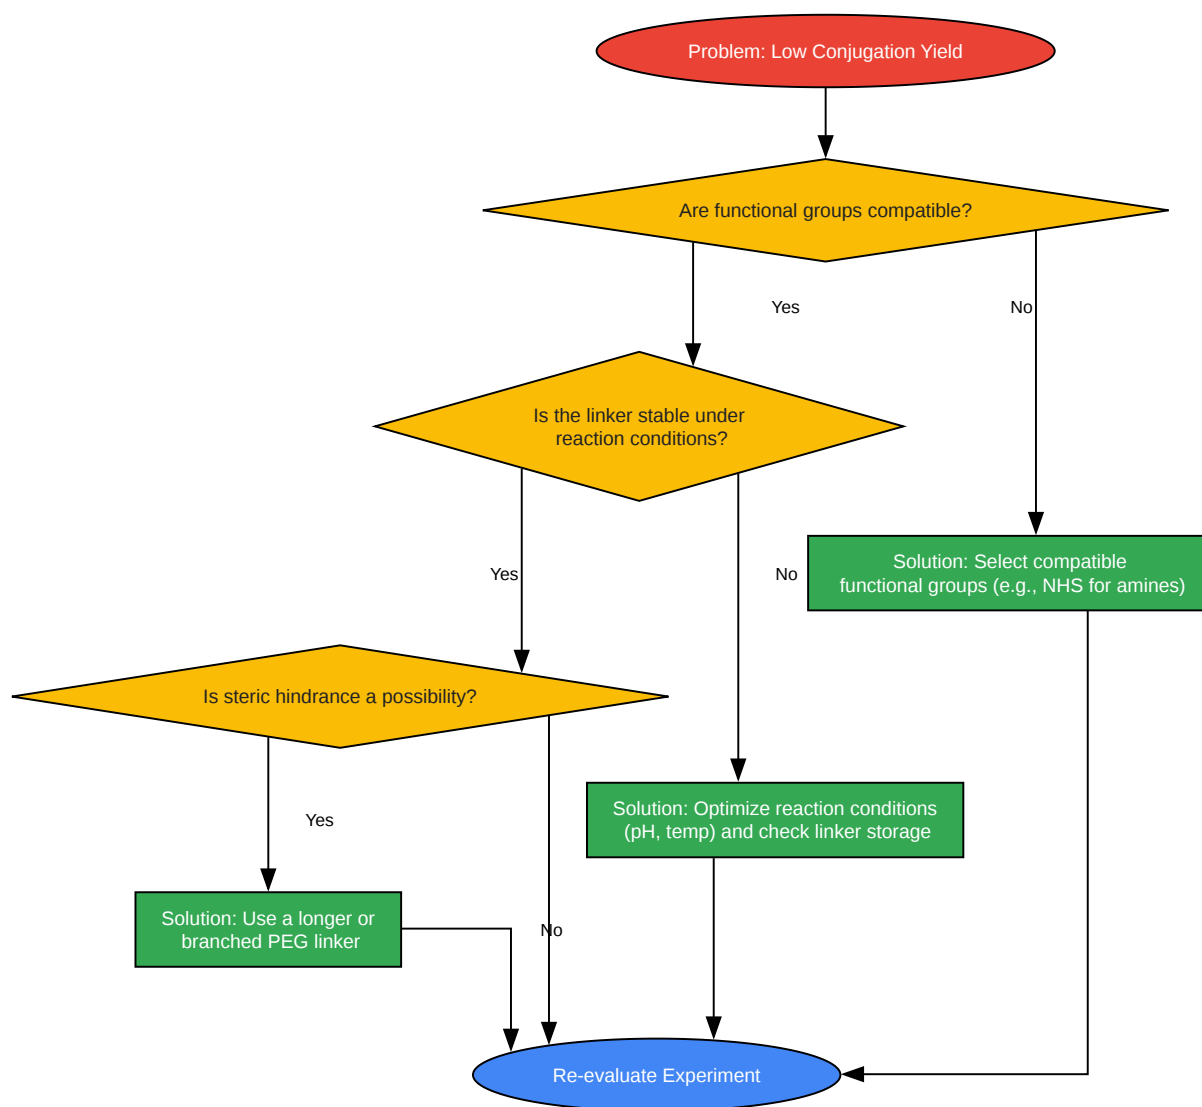 Problem: Low Conjugation Yield
Are functional groups compatible?
Yes
No
Is the linker stable under
reaction conditions?
Yes
No
Solution: Select compatible
functional groups (e.g., NHS for amines)
Is steric hindrance a possibility?
Yes
Solution: Optimize reaction conditions
(pH, temp) and check linker storage
Solution: Use a longer or
branched PEG linker
No
Re-evaluate Experiment